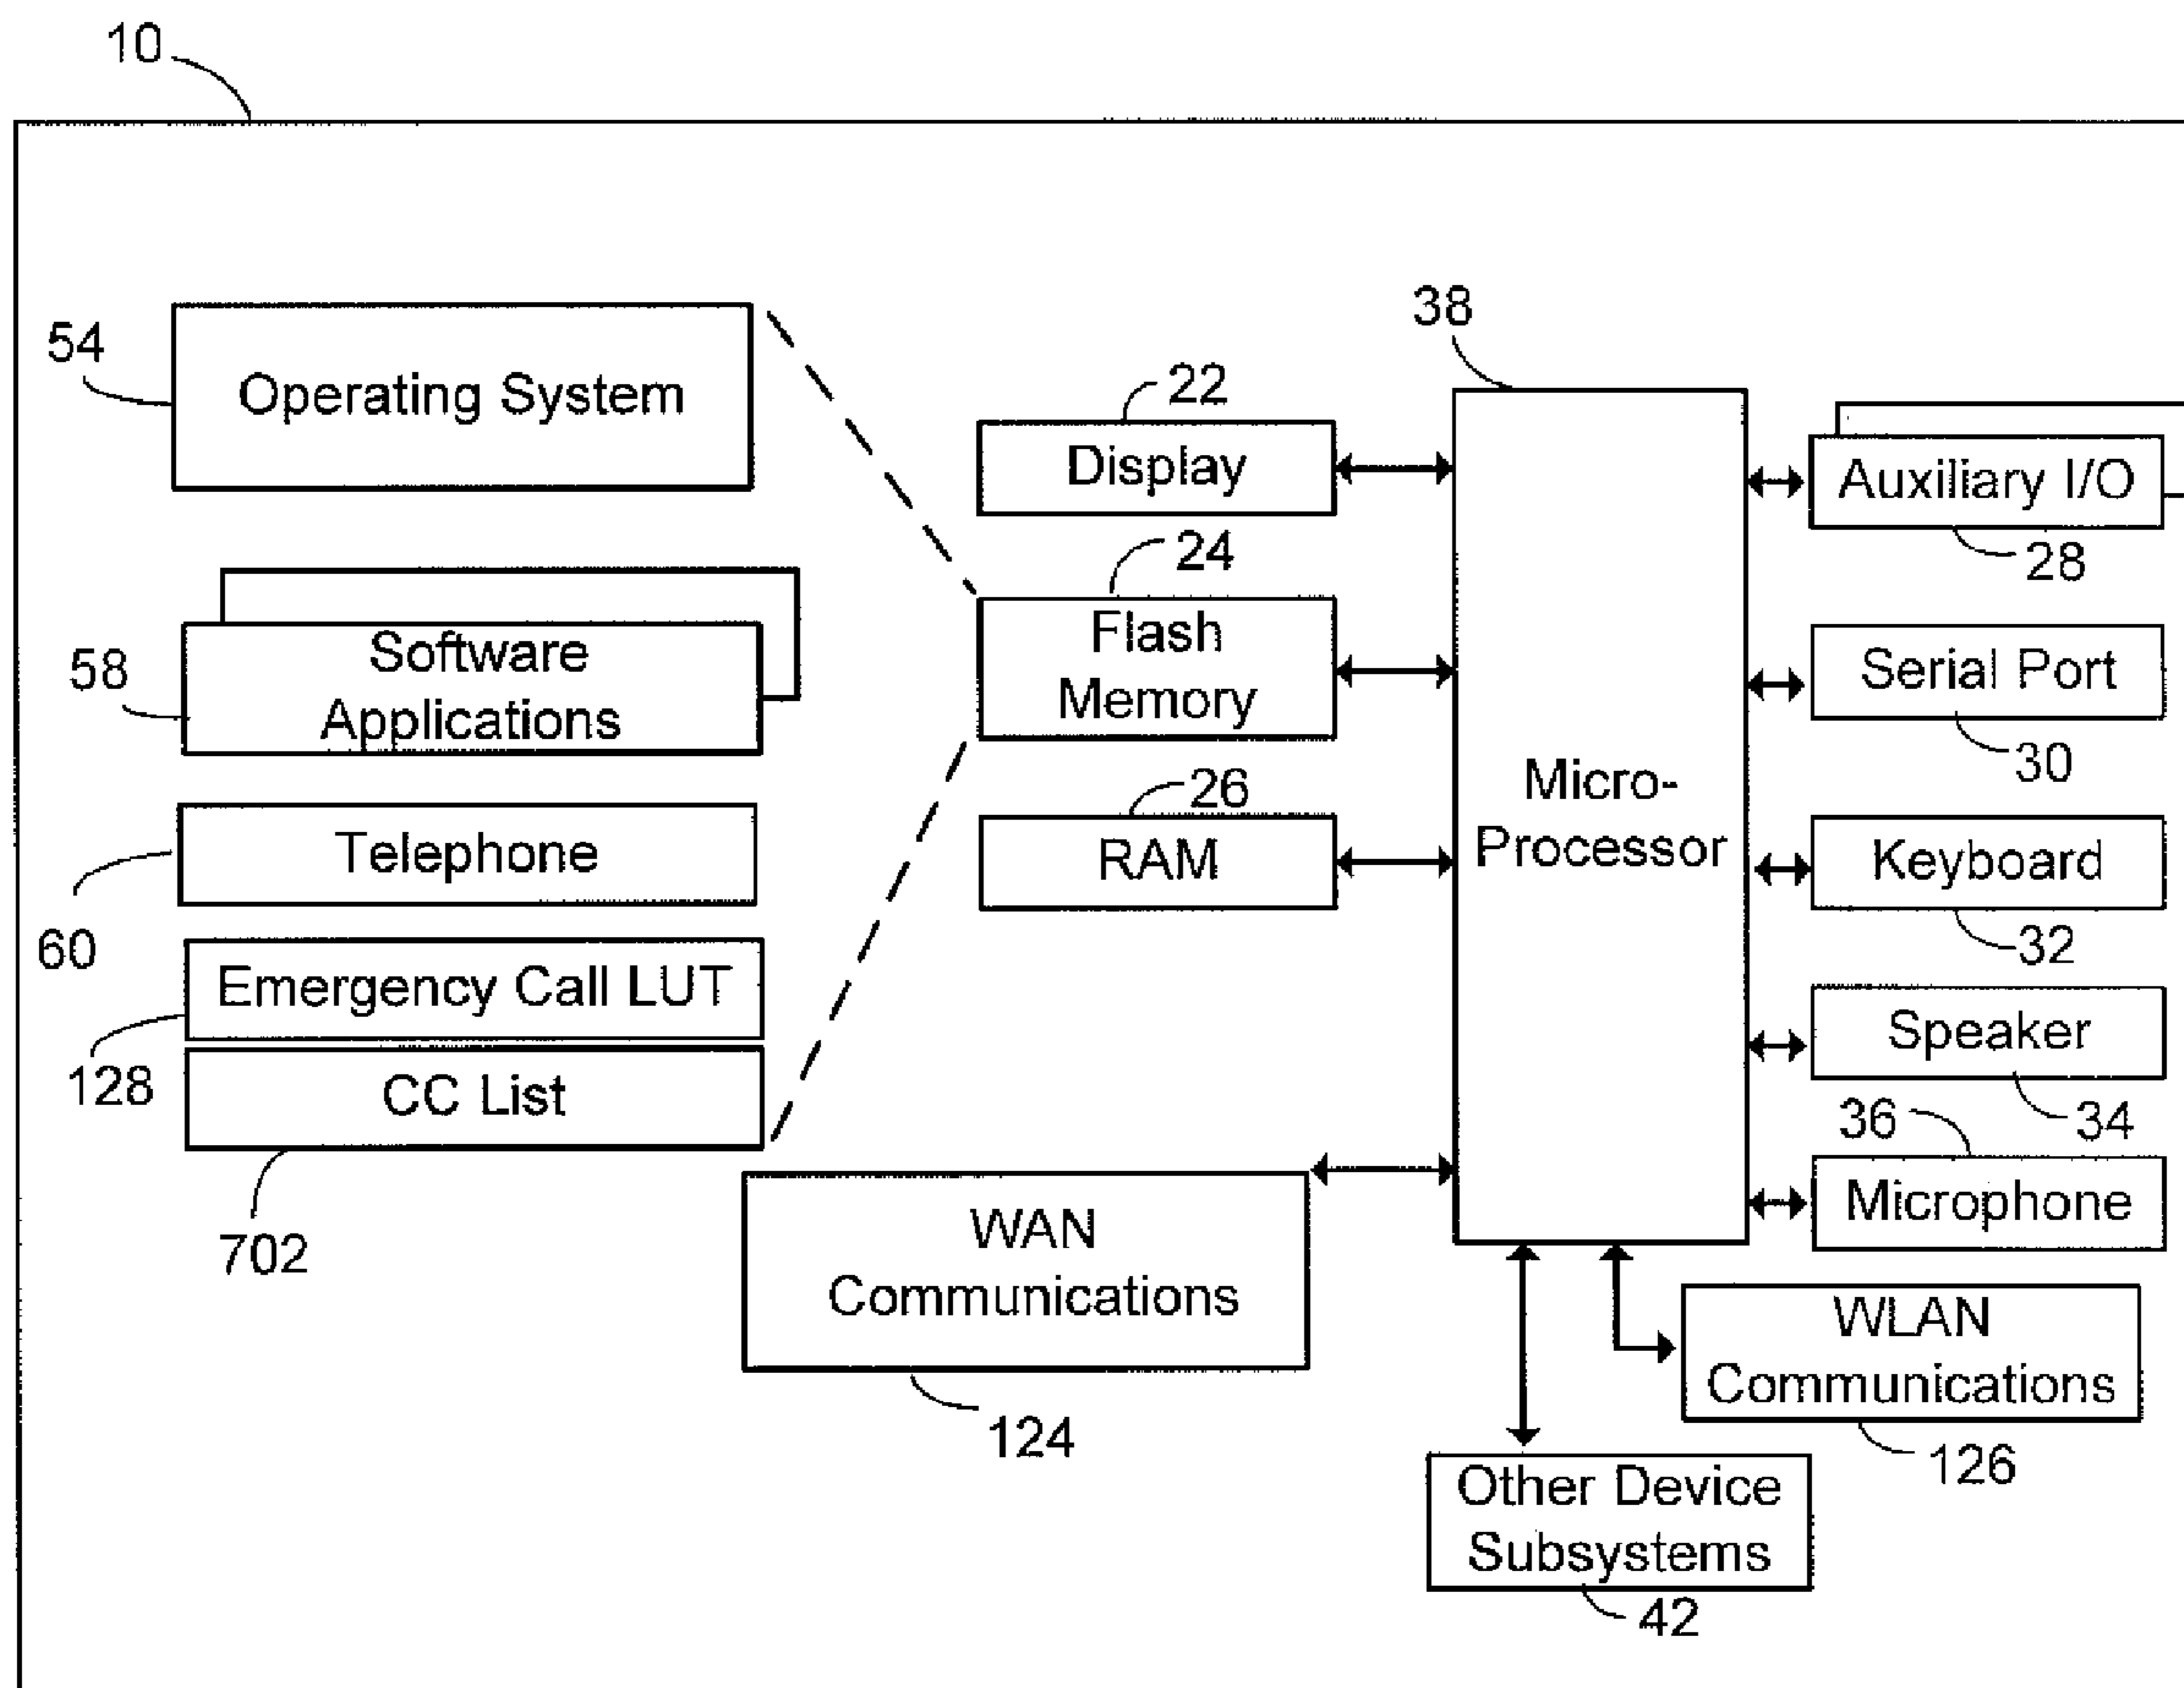 10
54
Operating System
58
Software
Applications
60
Telephone
128
Emergency Call LUT
CC List
702
22
Display
24
Flash
Memory
26
RAM
WAN
Communications
124
38
Micro-
Processor
Auxiliary I/O
28
Serial Port
30
Keyboard
32
Speaker
34
36
Microphone
WLAN
Communications
126
Other Device
Subsystems
42